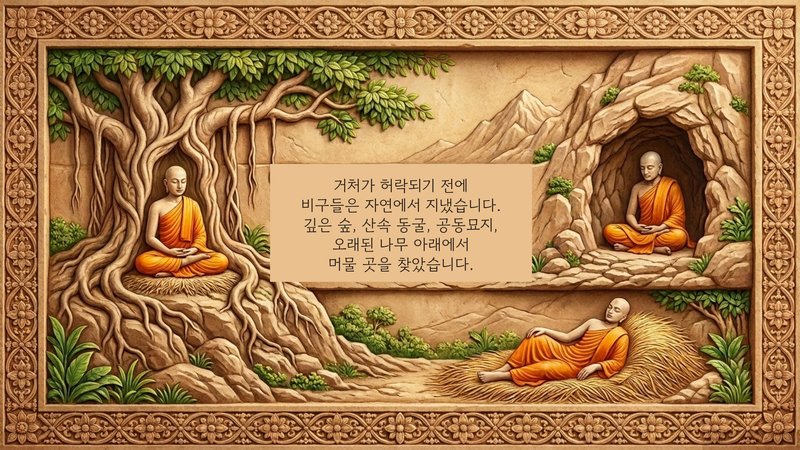 거처가 허락되기 전에
비구들은 자연에서 지냈습니다.
깊은 숲, 산속 동굴, 공동묘지,
오래된 나무 아래에서
머물 곳을 찾았습니다.